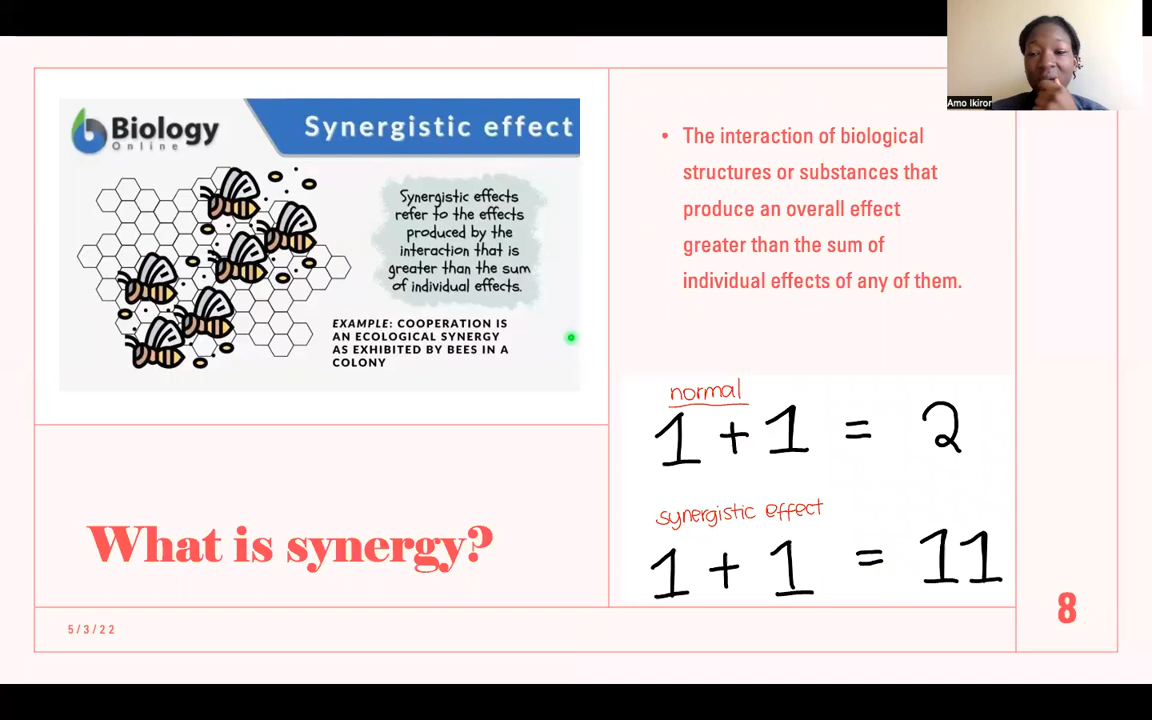 Amo Ikiror
Biology
Online
Synergistic effect
Synergistic effects
refer to the effects
produced by the
interaction that is
greater than the sum
of individual effects.
EXAMPLE: COOPERATION IS
AN ECOLOGICAL SYNERGY
AS EXHIBITED BY BEES IN A
COLONY
What is synergy?
• The interaction of biological
structures or substances that
produce an overall effect
greater than the sum of
individual effects of any of them.
normal
1 + 1 = 2
synergistic effect
1 + 1 = 11
5/3/22
8